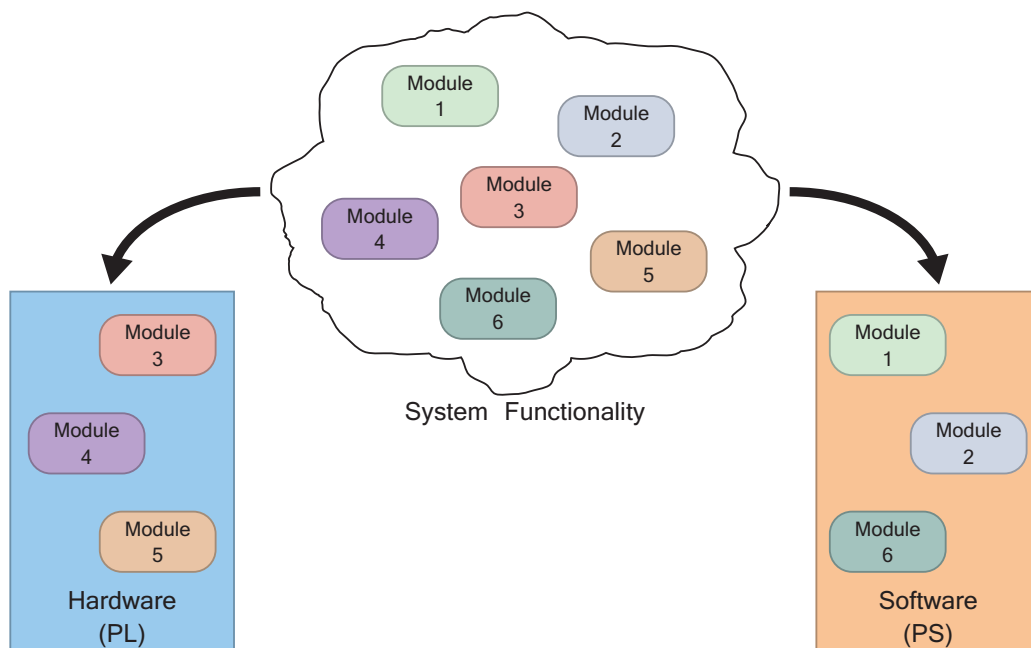 Module
1
Module
2
Module
3
Module
4
Module
5
Module
6
System Functionality
Module
3
Module
4
Module
5
Hardware
(PL)
Module
1
Module
2
Module
6
Software
(PS)